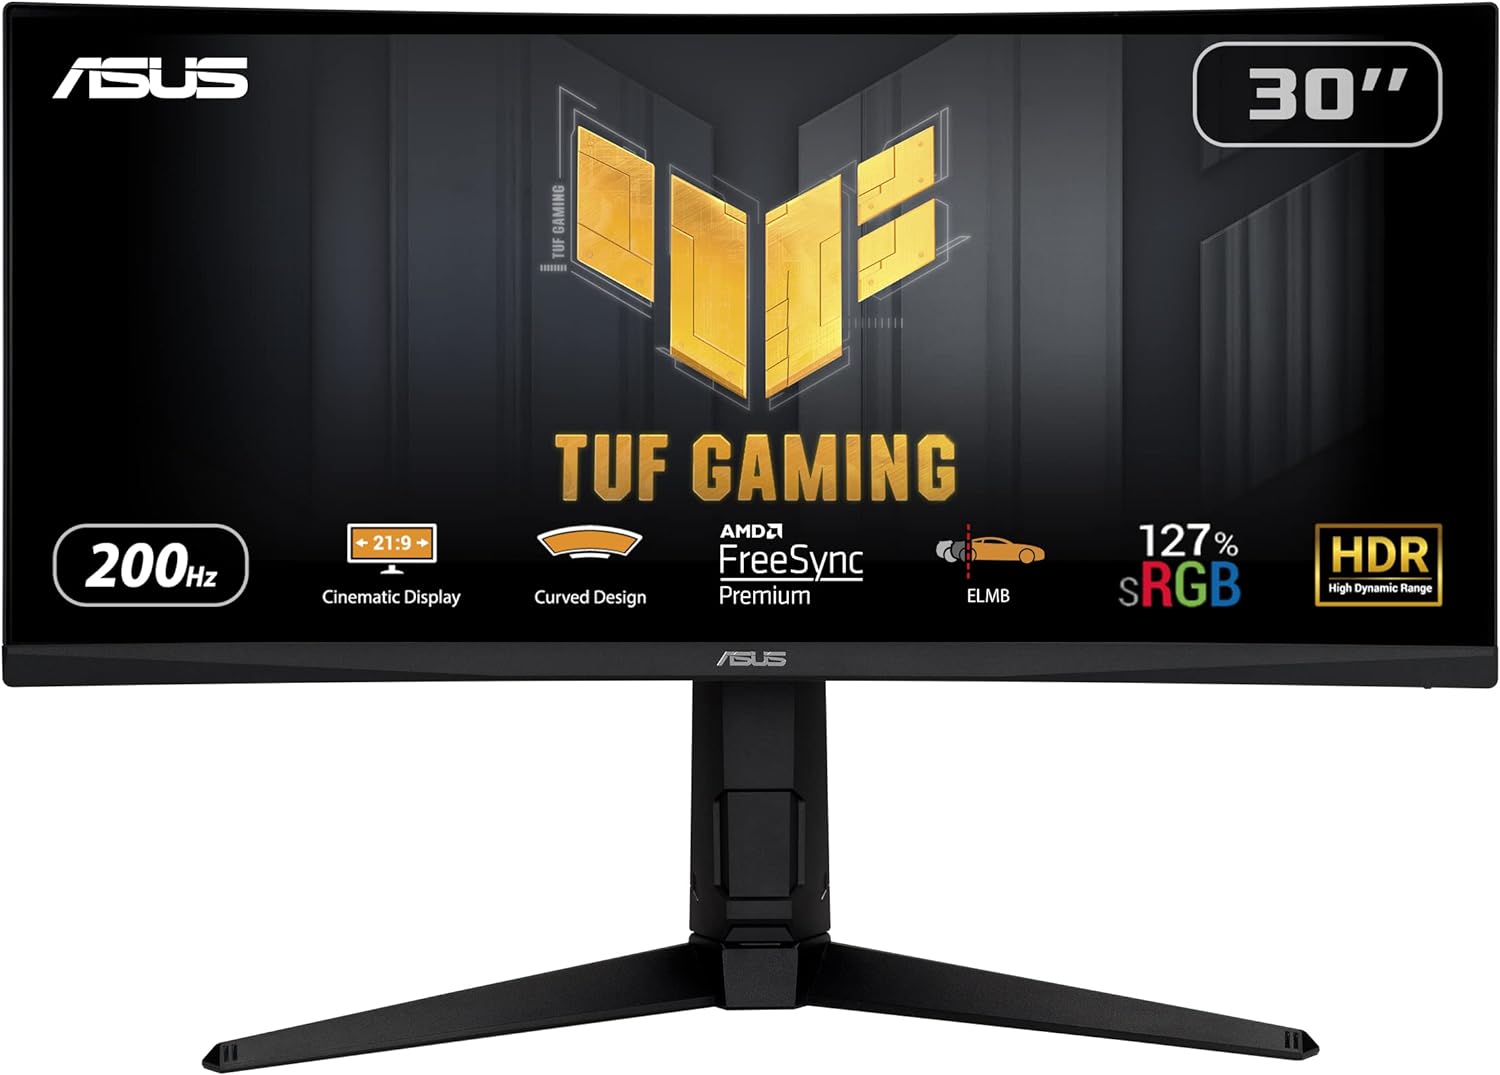 ASUS
30’’
TUF GAMING
TUF GAMING
200Hz
21:9
Cinematic Display
Curved Design
AMD
FreeSync
Premium
ELMB
127%
sRGB
HDR
High Dynamic Range
ASUS